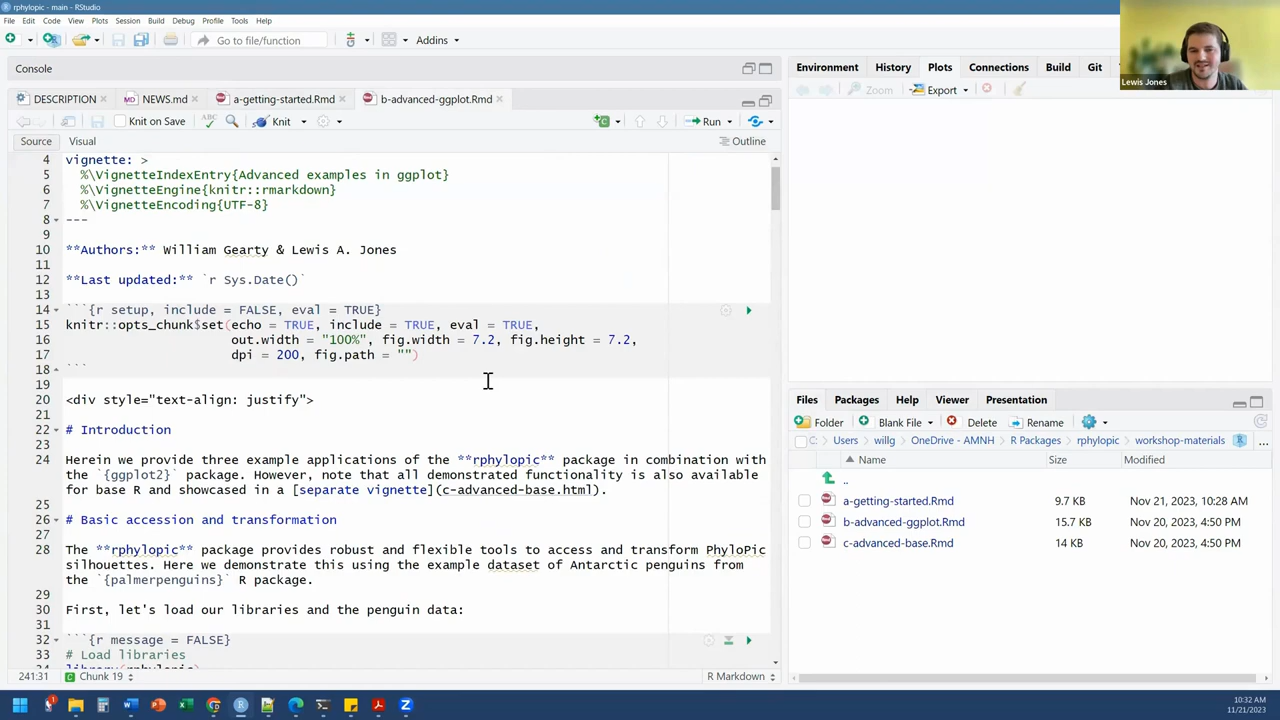 rphylopic - main - RStudio
File Edit Code View Plots Session Build Debug Profile Tools Help
Go to file/function
Addins
Lewis Jones
Console
DESCRIPTION
NEWS.md
a-getting-started.Rmd
b-advanced-ggplot.Rmd
Knit on Save
Knit
Run
Source
Visual
Outline
4 vignette: >
5 %\VignetteIndexEntry{Advanced examples in ggplot}
6 %\VignetteEngine{knitr::rmarkdown}
7 %\VignetteEncoding{UTF-8}
8 ---
9
10 **Authors:** William Gearty & Lewis A. Jones
11
12 **Last updated:** `r Sys.Date()`
13
14 ```{r setup, include = FALSE, eval = TRUE}
15 knitr::opts_chunk$set(echo = TRUE, include = TRUE, eval = TRUE,
16 out.width = "100%", fig.width = 7.2, fig.height = 7.2,
17 dpi = 200, fig.path = "")
18 ```
19
20 <div style="text-align: justify">
21
22 # Introduction
23
24 Herein we provide three example applications of the **rphylopic** package in combination with
the `{ggplot2}` package. However, note that all demonstrated functionality is also available
for base R and showcased in a [separate vignette](c-advanced-base.html).
25
26 # Basic accession and transformation
27
28 The **rphylopic** package provides robust and flexible tools to access and transform PhyloPic
silhouettes. Here we demonstrate this using the example dataset of Antarctic penguins from
the `{palmerpenguins}` R package.
29
30 First, let's load our libraries and the penguin data:
31
32 ```{r message = FALSE}
33 # Load libraries
34 library(rphylopic)
241:31
Chunk 19
R Markdown
Environment History Plots Connections Build Git
Zoom
Export
Files Packages Help Viewer Presentation
Folder
Blank File
Delete
Rename
C: Users willg OneDrive - AMNH R Packages rphylopic workshop-materials ...
Name Size Modified
..
a-getting-started.Rmd 9.7 KB Nov 21, 2023, 10:28 AM
b-advanced-ggplot.Rmd 15.7 KB Nov 20, 2023, 4:50 PM
c-advanced-base.Rmd 14 KB Nov 20, 2023, 4:50 PM
10:32 AM
11/21/2023